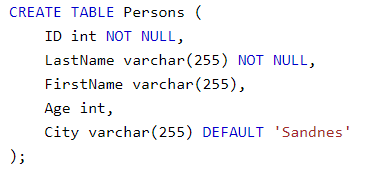 CREATE TABLE Persons (
    ID int NOT NULL,
    LastName varchar(255) NOT NULL,
    FirstName varchar(255),
    Age int,
    City varchar(255) DEFAULT 'Sandnes'
);